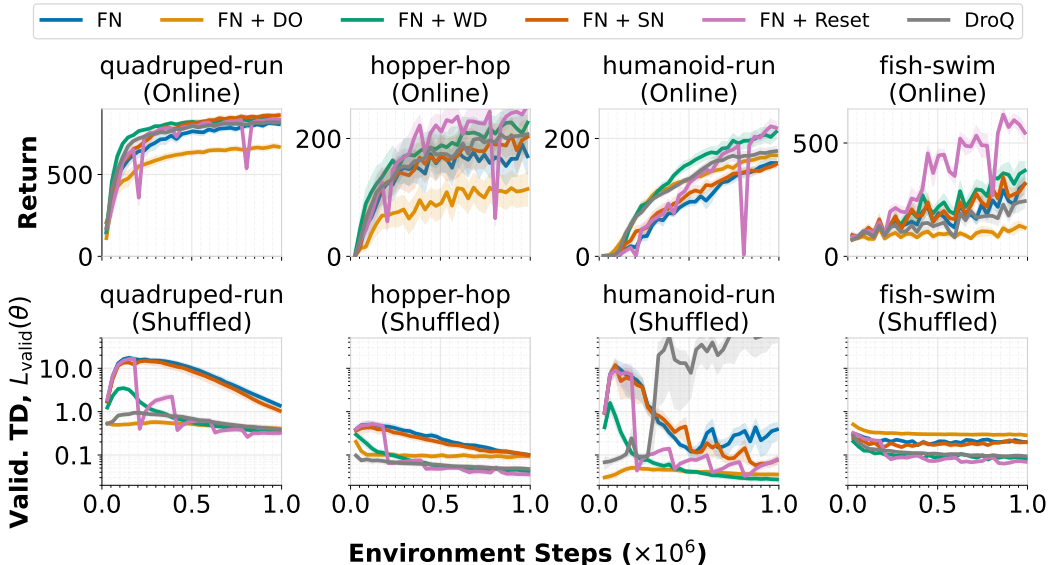 FN FN + DO FN + WD FN + SN FN + Reset DroQ
quadruped-run
(Online)
hopper-hop
(Online)
humanoid-run
(Online)
fish-swim
(Online)
Return
500
0
200
0
200
0
500
0
quadruped-run
(Shuffled)
hopper-hop
(Shuffled)
humanoid-run
(Shuffled)
fish-swim
(Shuffled)
Valid. TD, L_valid(θ)
10.0
1.0
0.1
0.0 0.5 1.0
0.0 0.5 1.0
0.0 0.5 1.0
0.0 0.5 1.0
Environment Steps (×10⁶)